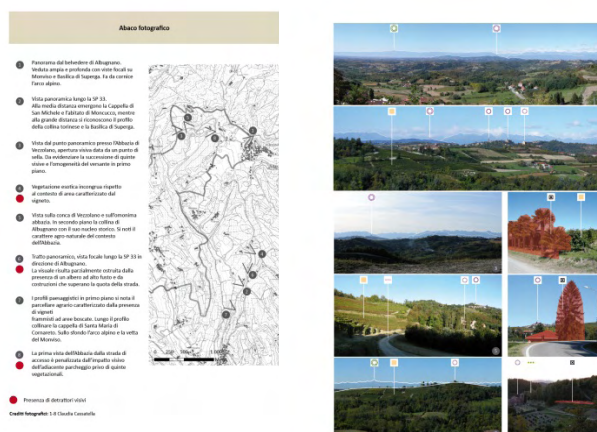 Abaco fotografico
1
Panorama dal belvedere di Albugnano.
Veduta ampia e profonda con viste focali su
Monviso e Basilica di Superga. Fa da cornice
l'arco alpino.
2
Vista panoramica lungo la SP 33.
Alla media distanza emergono la Cappella di
San Michele e l'abitato di Moncucco, mentre
alla grande distanza si riconoscono il profilo
della collina torinese e la Basilica di Superga.
3
Vista dal punto panoramico presso l'Abbazia di
Vezzolano, apertura visiva data da un punto di
sella. Da evidenziare la successione di quinte
visive e l'omogeneità del versante in primo
piano.
4
Vegetazione esotica incongrua rispetto
al contesto di area caratterizzato dal
vigneto.
5
Vista sulla conca di Vezzolano e sull'omonima
abbazia. In secondo piano la collina di
Albugnano con il suo nucleo storico. Si noti il
carattere agro-naturale del contesto
dell'Abbazia.
6
Tratto panoramico, vista focale lungo la SP 33 in
direzione di Albugnano.
La visuale risulta parzialmente ostruita dalla
presenza di un albero ad alto fusto e da
costruzioni che superano la quota della strada.
7
I profili paesaggistici in primo piano si nota il
parcellare agrario caratterizzato dalla presenza
di vigneti
frammisti ad aree boscate. Lungo il profilo
collinare la cappella di Santa Maria di
Cornareto. Sullo sfondo l'arco alpino e la vetta
del Monviso.
8
La prima vista dell'Abbazia dalla strada di
accesso è penalizzata dall'impatto visivo
dell'adiacente parcheggio privo di quinte
vegetazionali.
Presenza di detrattori visivi
Crediti fotografici: 1-8 Claudia Cassatella